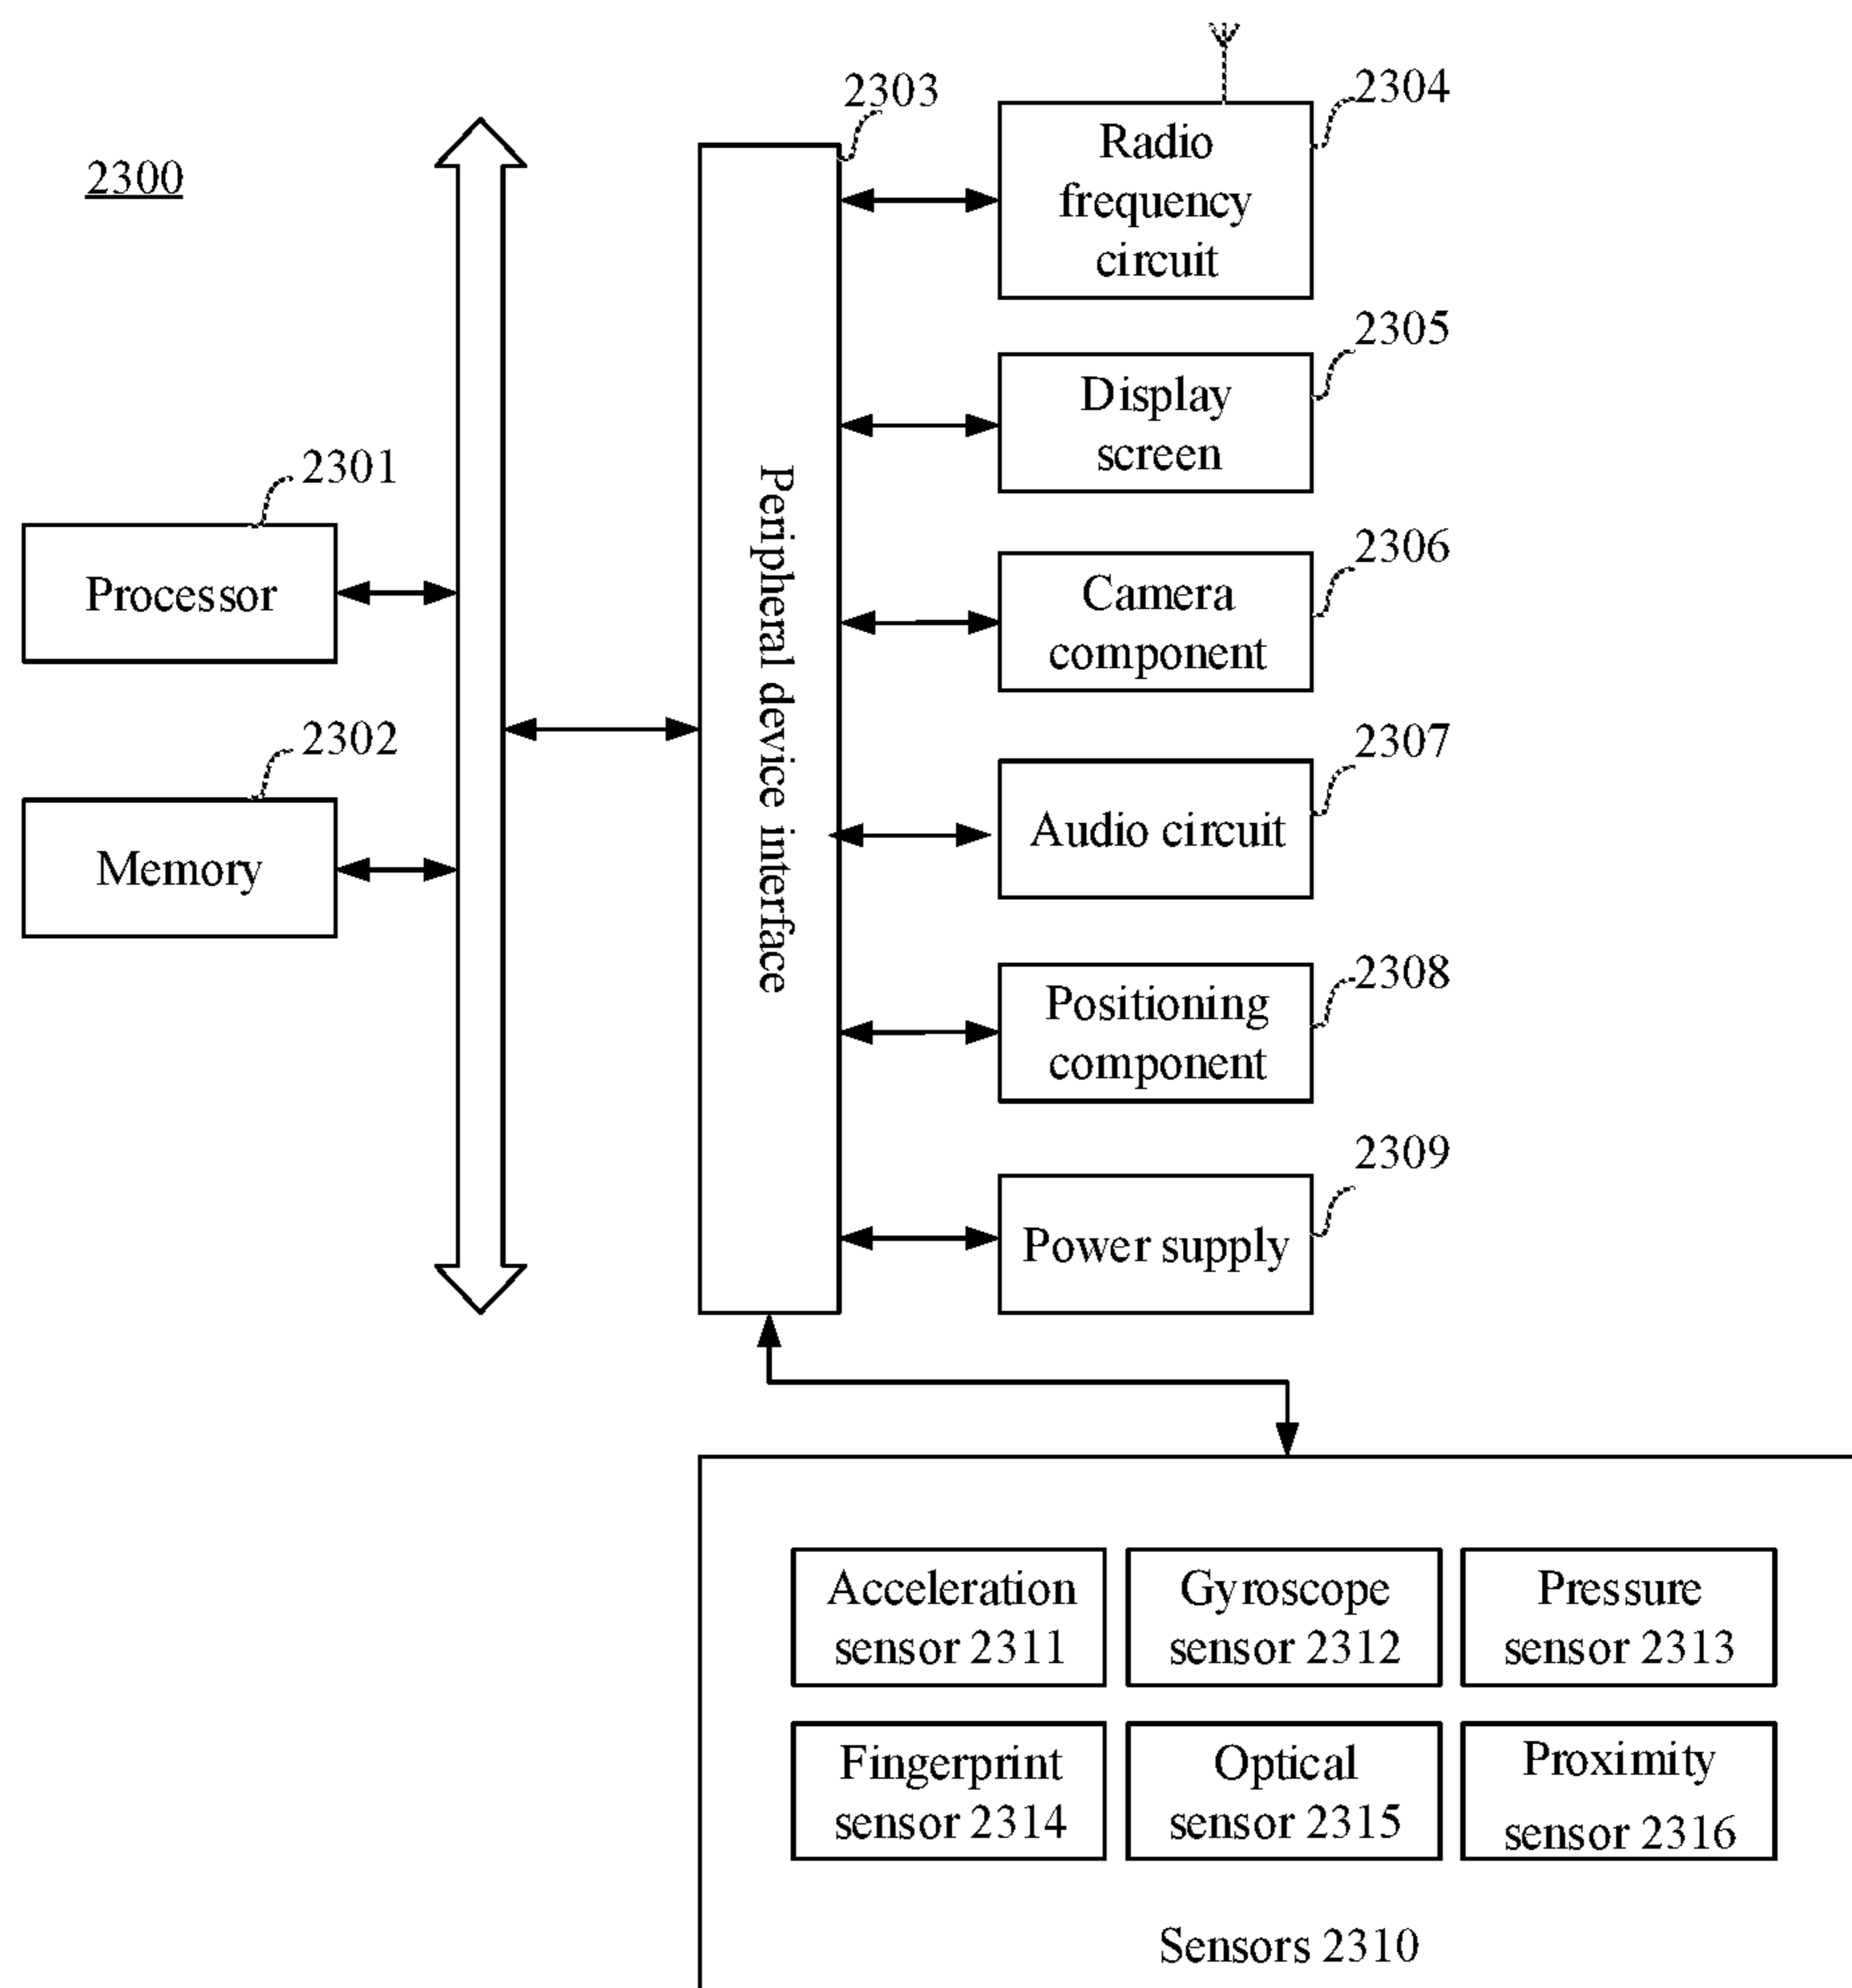 2300
2301
Processor
2302
Memory
2303
Peripheral device interface
2304
Radio
frequency
circuit
2305
Display
screen
2306
Camera
component
2307
Audio circuit
2308
Positioning
component
2309
Power supply
Acceleration
sensor 2311
Gyroscope
sensor 2312
Pressure
sensor 2313
Fingerprint
sensor 2314
Optical
sensor 2315
Proximity
sensor 2316
Sensors 2310